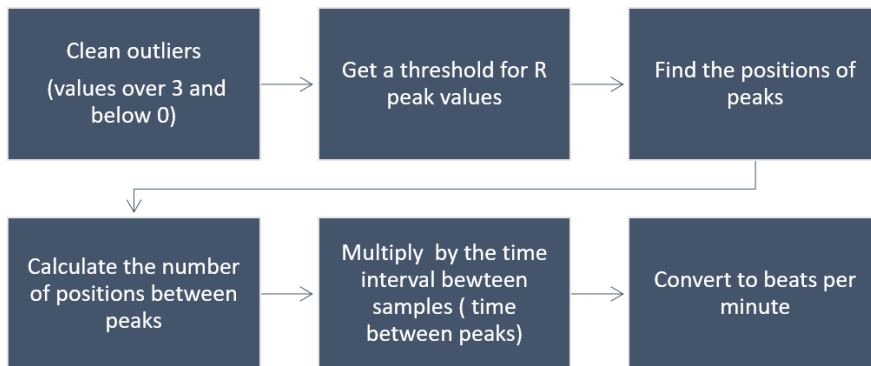 Clean outliers
(values over 3 and
below 0)
Get a threshold for R
peak values
Find the positions of
peaks
Calculate the number
of positions between
peaks
Multiply by the time
interval bewteen
samples ( time
between peaks)
Convert to beats per
minute